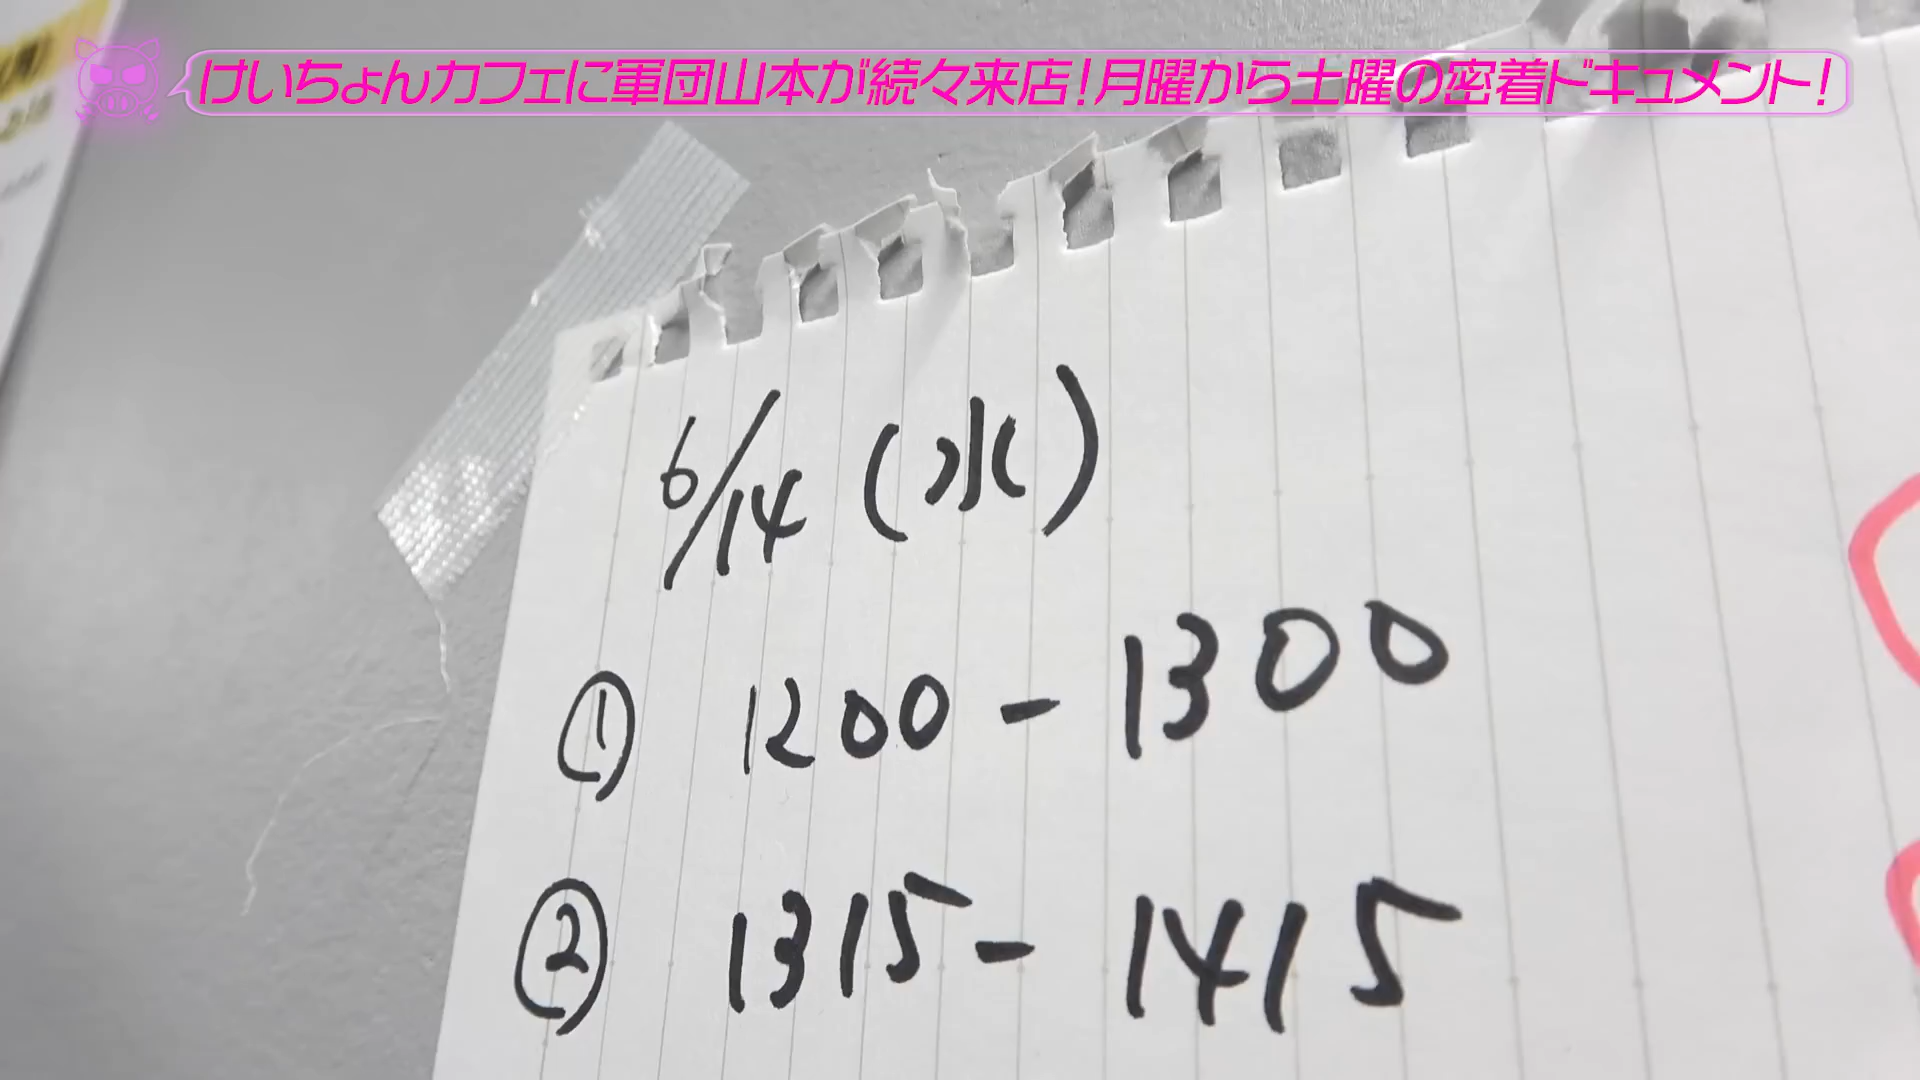 けいちょんカフェに軍団山本が続々来店！月曜から土曜の密着ドキュメント！
6/14（水）
① 1200－1300
② 1315－1415